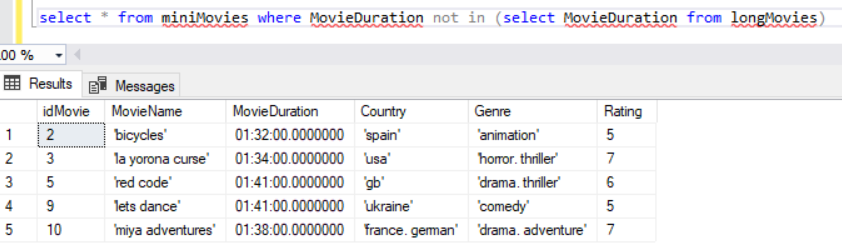 select * from miniMovies where MovieDuration not in (select MovieDuration from longMovies)
.00 %
Results Messages
idMovie MovieName MovieDuration Country Genre Rating
1 2 'bicycles' 01:32:00.0000000 'spain' 'animation' 5
2 3 'la yorona curse' 01:34:00.0000000 'usa' 'horror. thriller' 7
3 5 'red code' 01:41:00.0000000 'gb' 'drama. thriller' 6
4 9 'lets dance' 01:41:00.0000000 'ukraine' 'comedy' 5
5 10 'miya adventures' 01:38:00.0000000 'france. german' 'drama. adventure' 7